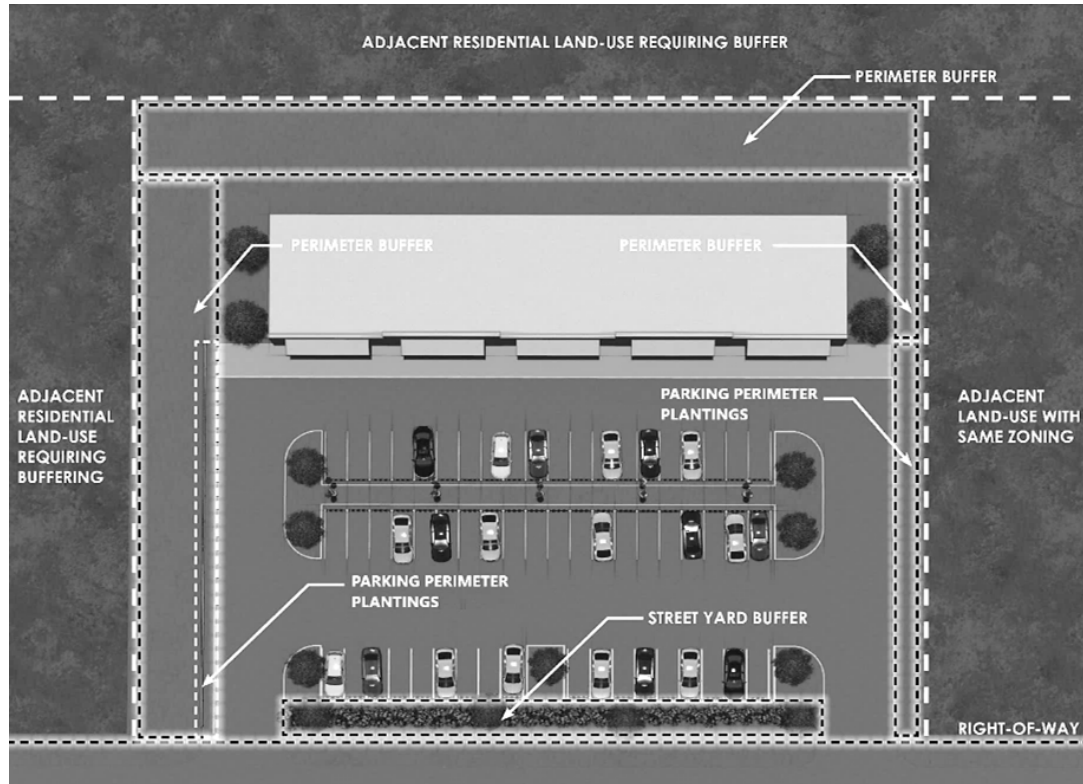 ADJACENT RESIDENTIAL LAND-USE REQUIRING BUFFER
PERIMETER BUFFER
PERIMETER BUFFER
PERIMETER BUFFER
ADJACENT
RESIDENTIAL
LAND-USE
REQUIRING
BUFFERING
PARKING PERIMETER
PLANTINGS
ADJACENT
LAND-USE WITH
SAME ZONING
PARKING PERIMETER
PLANTINGS
STREET YARD BUFFER
RIGHT-OF-WAY